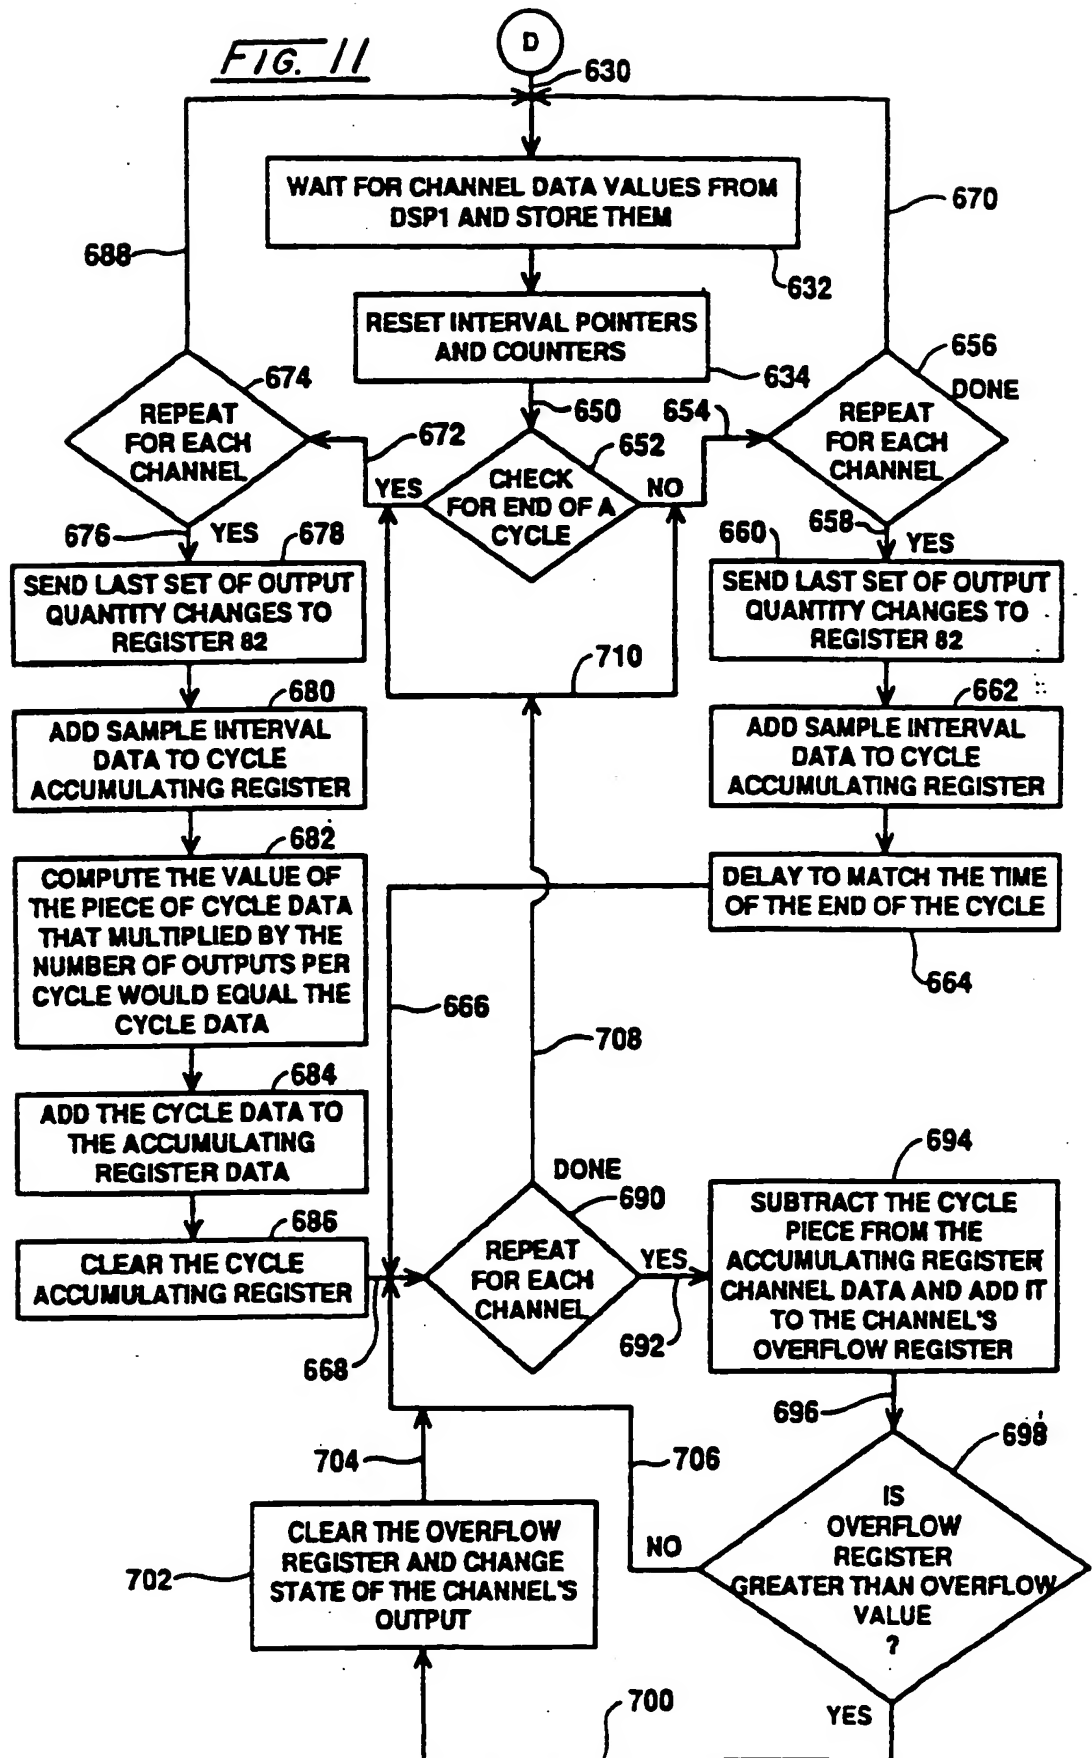 FIG. 11
D
630
WAIT FOR CHANNEL DATA VALUES FROM
DSP1 AND STORE THEM
632
670
688
RESET INTERVAL POINTERS
AND COUNTERS
634
650
674
REPEAT
FOR EACH
CHANNEL
672
YES
CHECK
FOR END OF A
CYCLE
652
NO
654
656
DONE
REPEAT
FOR EACH
CHANNEL
676
YES
678
SEND LAST SET OF OUTPUT
QUANTITY CHANGES TO
REGISTER 82
658
YES
660
SEND LAST SET OF OUTPUT
QUANTITY CHANGES TO
REGISTER 82
710
680
ADD SAMPLE INTERVAL
DATA TO CYCLE
ACCUMULATING REGISTER
662
ADD SAMPLE INTERVAL
DATA TO CYCLE
ACCUMULATING REGISTER
682
COMPUTE THE VALUE OF
THE PIECE OF CYCLE DATA
THAT MULTIPLIED BY THE
NUMBER OF OUTPUTS PER
CYCLE WOULD EQUAL THE
CYCLE DATA
DELAY TO MATCH THE TIME
OF THE END OF THE CYCLE
664
666
708
684
ADD THE CYCLE DATA TO
THE ACCUMULATING
REGISTER DATA
686
CLEAR THE CYCLE
ACCUMULATING REGISTER
668
DONE
690
REPEAT
FOR EACH
CHANNEL
YES
692
694
SUBTRACT THE CYCLE
PIECE FROM THE
ACCUMULATING REGISTER
CHANNEL DATA AND ADD IT
TO THE CHANNEL'S
OVERFLOW REGISTER
696
698
IS
OVERFLOW
REGISTER
GREATER THAN OVERFLOW
VALUE
?
NO
706
704
CLEAR THE OVERFLOW
REGISTER AND CHANGE
STATE OF THE CHANNEL'S
OUTPUT
702
700
YES